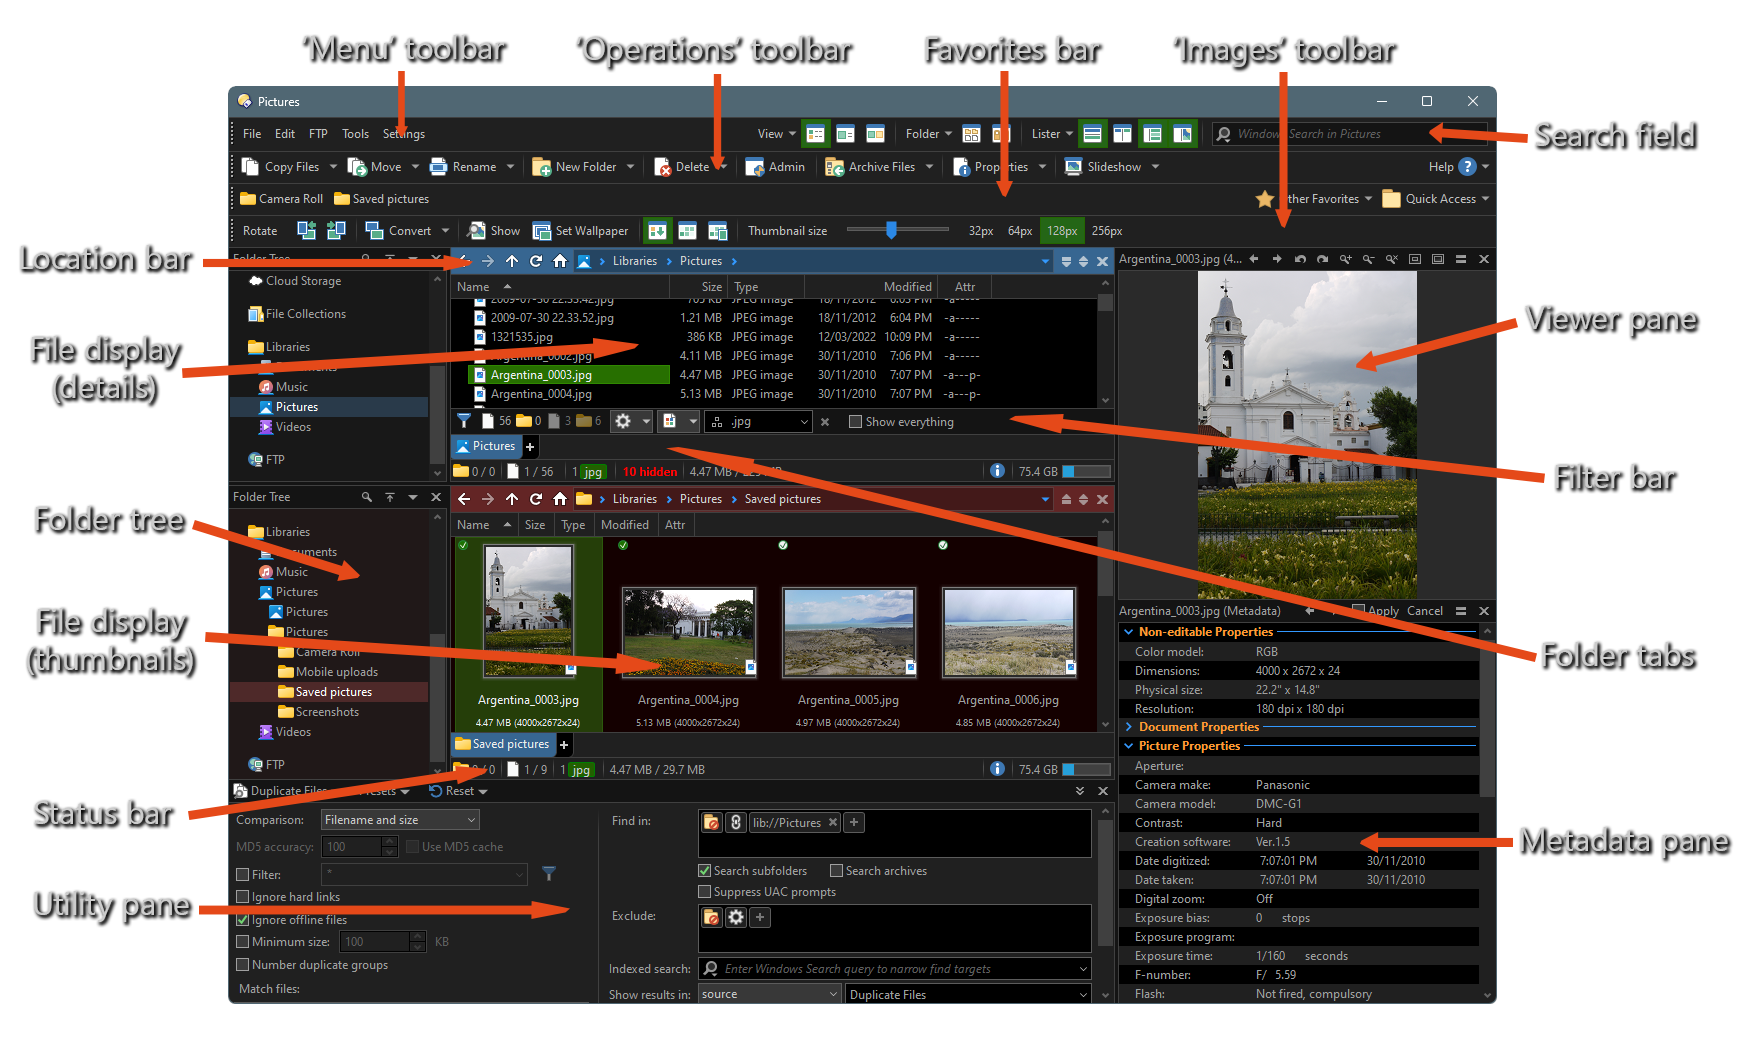 'Menu' toolbar
'Operations' toolbar
Favorites bar
'Images' toolbar
Pictures
File Edit FTP Tools Settings View Folder Lister Windows Search in Pictures
Search field
Copy Files Move Rename New Folder Delete Admin Archive Files Properties Slideshow Help
Camera Roll Saved pictures Other Favorites Quick Access
Rotate Convert Show Set Wallpaper Thumbnail size 32px 64px 128px 256px
Location bar
Folder Tree
Libraries Pictures
Argentina_0003.jpg (4...
Cloud Storage
File Collections
Libraries
Music
Pictures
Videos
FTP
Name Size Type Modified Attr
2009-07-30 22.33.42.jpg 705 KB JPEG image 18/11/2012 6:03 PM -a-----
2009-07-30 22.33.52.jpg 1.21 MB JPEG image 18/11/2012 6:04 PM -a-----
1321535.jpg 386 KB JPEG image 12/03/2022 10:09 PM -a-----
Argentina_0002.jpg 4.11 MB JPEG image 30/11/2010 7:06 PM -a-----
Argentina_0003.jpg 4.47 MB JPEG image 30/11/2010 7:07 PM -a---p-
Argentina_0004.jpg 5.13 MB JPEG image 30/11/2010 7:07 PM -a---p-
56 0 3 6 .jpg Show everything
Pictures +
0 / 0 1 / 56 1 jpg 10 hidden 4.47 MB / 75.4 GB
File display
(details)
Viewer pane
Filter bar
Folder tree
Folder Tree
Libraries Pictures Saved pictures
Libraries
Documents
Music
Pictures
Pictures
Pictures
Camera Roll
Mobile uploads
Saved pictures
Screenshots
Videos
FTP
Name Size Type Modified Attr
Argentina_0003.jpg Argentina_0004.jpg Argentina_0005.jpg Argentina_0006.jpg
4.47 MB (4000x2672x24) 5.13 MB (4000x2672x24) 4.97 MB (4000x2672x24) 4.85 MB (4000x2672x24)
Saved pictures +
0 / 0 1 / 9 1 jpg 4.47 MB / 29.7 MB 75.4 GB
File display
(thumbnails)
Folder tabs
Status bar
Argentina_0003.jpg (Metadata) Apply Cancel
Non-editable Properties
Color model: RGB
Dimensions: 4000 x 2672 x 24
Physical size: 22.2" x 14.8"
Resolution: 180 dpi x 180 dpi
Document Properties
Picture Properties
Aperture:
Camera make: Panasonic
Camera model: DMC-G1
Contrast: Hard
Creation software: Ver.1.5
Date digitized: 7:07:01 PM 30/11/2010
Date taken: 7:07:01 PM 30/11/2010
Digital zoom: Off
Exposure bias: 0 stops
Exposure program:
Exposure time: 1/160 seconds
F-number: F/ 5.59
Flash: Not fired, compulsory
Metadata pane
Utility pane
Duplicate Files Presets Reset
Comparison: Filename and size
MD5 accuracy: 100 Use MD5 cache
Filter: *
Ignore hard links
Ignore offline files
Minimum size: 100 KB
Number duplicate groups
Match files:
Find in: lib://Pictures
Search subfolders Search archives
Suppress UAC prompts
Exclude:
Indexed search: Enter Windows Search query to narrow find targets
Show results in: source Duplicate Files